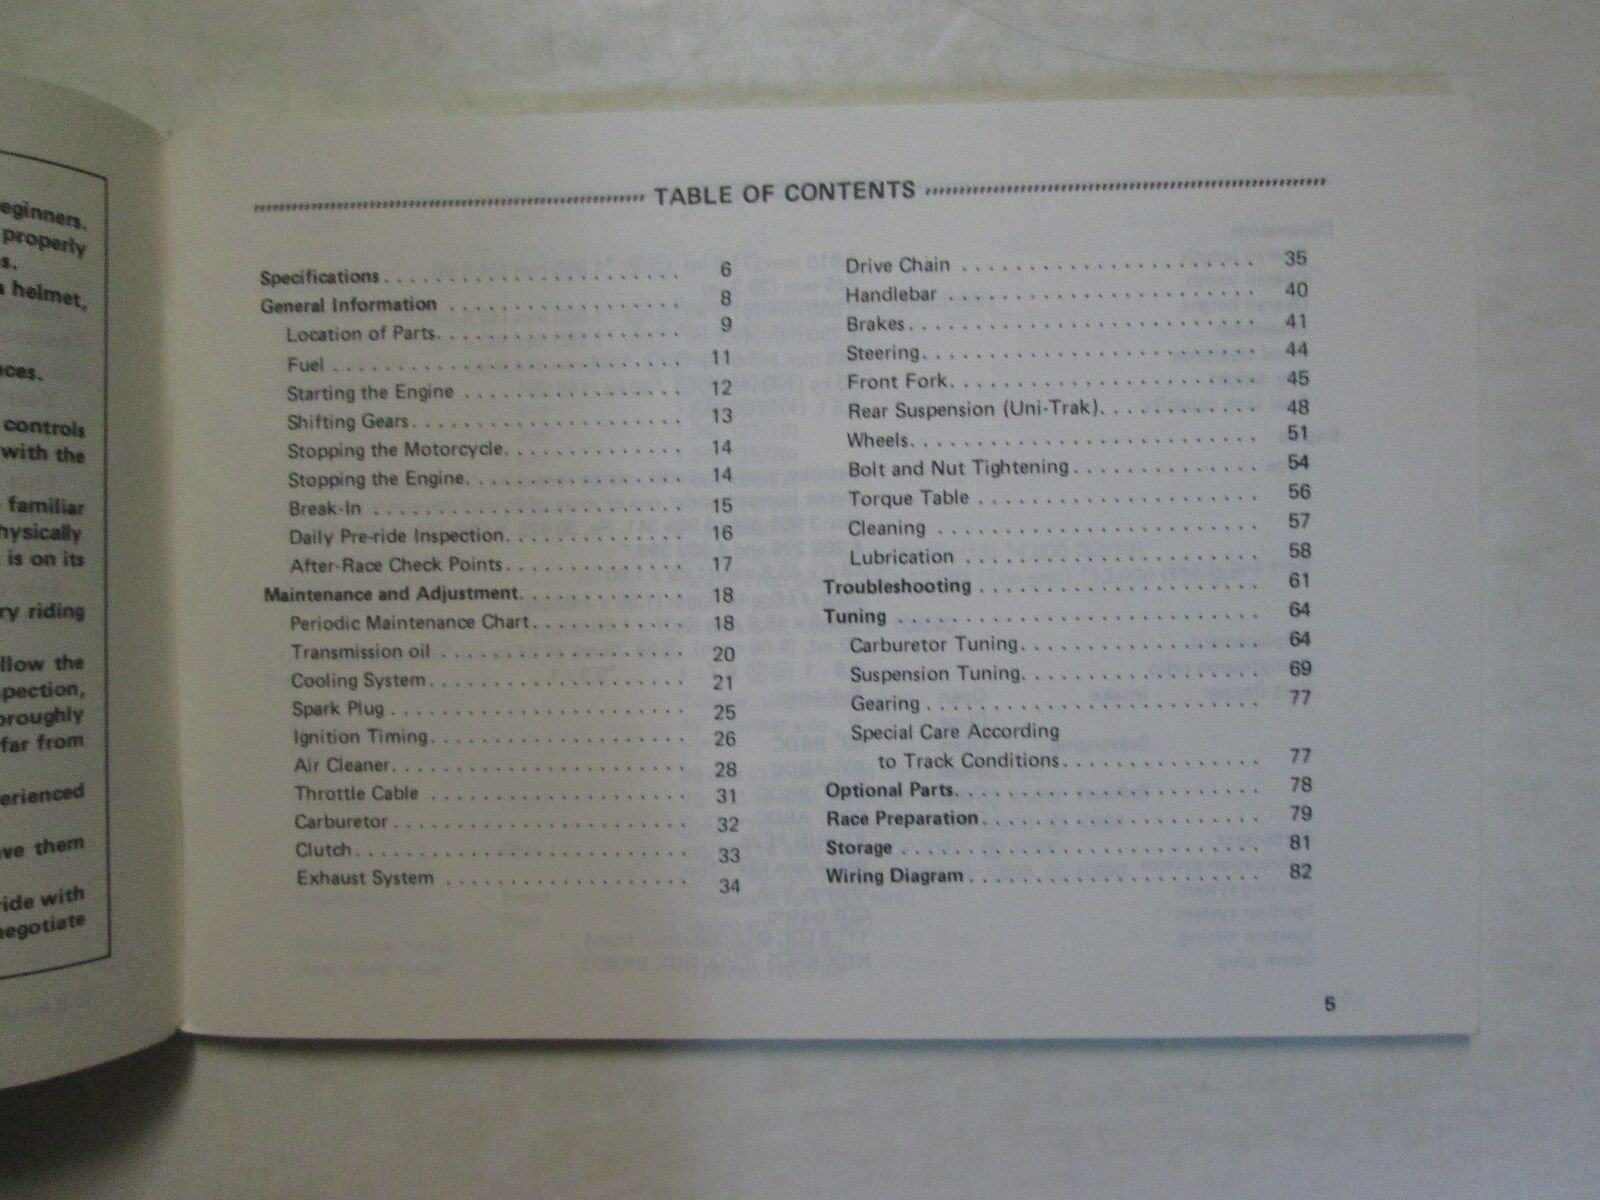 eginners.
properly
s.
helmet,
nces.
controls
with the
familiar
hysically
is on its
ry riding
llow the
pection,
oroughly
far from
erienced
ve them
ride with
negotiate
TABLE OF CONTENTS
Specifications . . . . . . . . . . . . . . . . . . . . . . . 6
General Information . . . . . . . . . . . . . . . . . . 8
Location of Parts. . . . . . . . . . . . . . . . . . . 9
Fuel . . . . . . . . . . . . . . . . . . . . . . . . . . . 11
Starting the Engine . . . . . . . . . . . . . . . . . 12
Shifting Gears . . . . . . . . . . . . . . . . . . . . . 13
Stopping the Motorcycle. . . . . . . . . . . . . . 14
Stopping the Engine. . . . . . . . . . . . . . . . . 14
Break-In . . . . . . . . . . . . . . . . . . . . . . . . 15
Daily Pre-ride Inspection. . . . . . . . . . . . . . 16
After-Race Check Points. . . . . . . . . . . . . . 17
Maintenance and Adjustment. . . . . . . . . . . . . 18
Periodic Maintenance Chart . . . . . . . . . . . . 18
Transmission oil . . . . . . . . . . . . . . . . . . . 20
Cooling System. . . . . . . . . . . . . . . . . . . . 21
Spark Plug . . . . . . . . . . . . . . . . . . . . . . . 25
Ignition Timing. . . . . . . . . . . . . . . . . . . . 26
Air Cleaner. . . . . . . . . . . . . . . . . . . . . . . 28
Throttle Cable . . . . . . . . . . . . . . . . . . . . 31
Carburetor . . . . . . . . . . . . . . . . . . . . . . . 32
Clutch. . . . . . . . . . . . . . . . . . . . . . . . . . 33
Exhaust System . . . . . . . . . . . . . . . . . . . 34
Drive Chain . . . . . . . . . . . . . . . . . . . . . . 35
Handlebar . . . . . . . . . . . . . . . . . . . . . . . 40
Brakes. . . . . . . . . . . . . . . . . . . . . . . . . . 41
Steering. . . . . . . . . . . . . . . . . . . . . . . . . 44
Front Fork. . . . . . . . . . . . . . . . . . . . . . . 45
Rear Suspension (Uni-Trak). . . . . . . . . . . . 48
Wheels. . . . . . . . . . . . . . . . . . . . . . . . . . 51
Bolt and Nut Tightening . . . . . . . . . . . . . . 54
Torque Table . . . . . . . . . . . . . . . . . . . . . 56
Cleaning . . . . . . . . . . . . . . . . . . . . . . . . 57
Lubrication . . . . . . . . . . . . . . . . . . . . . . 58
Troubleshooting . . . . . . . . . . . . . . . . . . . . . 61
Tuning . . . . . . . . . . . . . . . . . . . . . . . . . . . 64
Carburetor Tuning. . . . . . . . . . . . . . . . . . 64
Suspension Tuning. . . . . . . . . . . . . . . . . . 69
Gearing . . . . . . . . . . . . . . . . . . . . . . . . . 77
Special Care According
to Track Conditions. . . . . . . . . . . . . . . 77
Optional Parts. . . . . . . . . . . . . . . . . . . . . . . 78
Race Preparation. . . . . . . . . . . . . . . . . . . . . 79
Storage . . . . . . . . . . . . . . . . . . . . . . . . . . . 81
Wiring Diagram . . . . . . . . . . . . . . . . . . . . . . 82
5